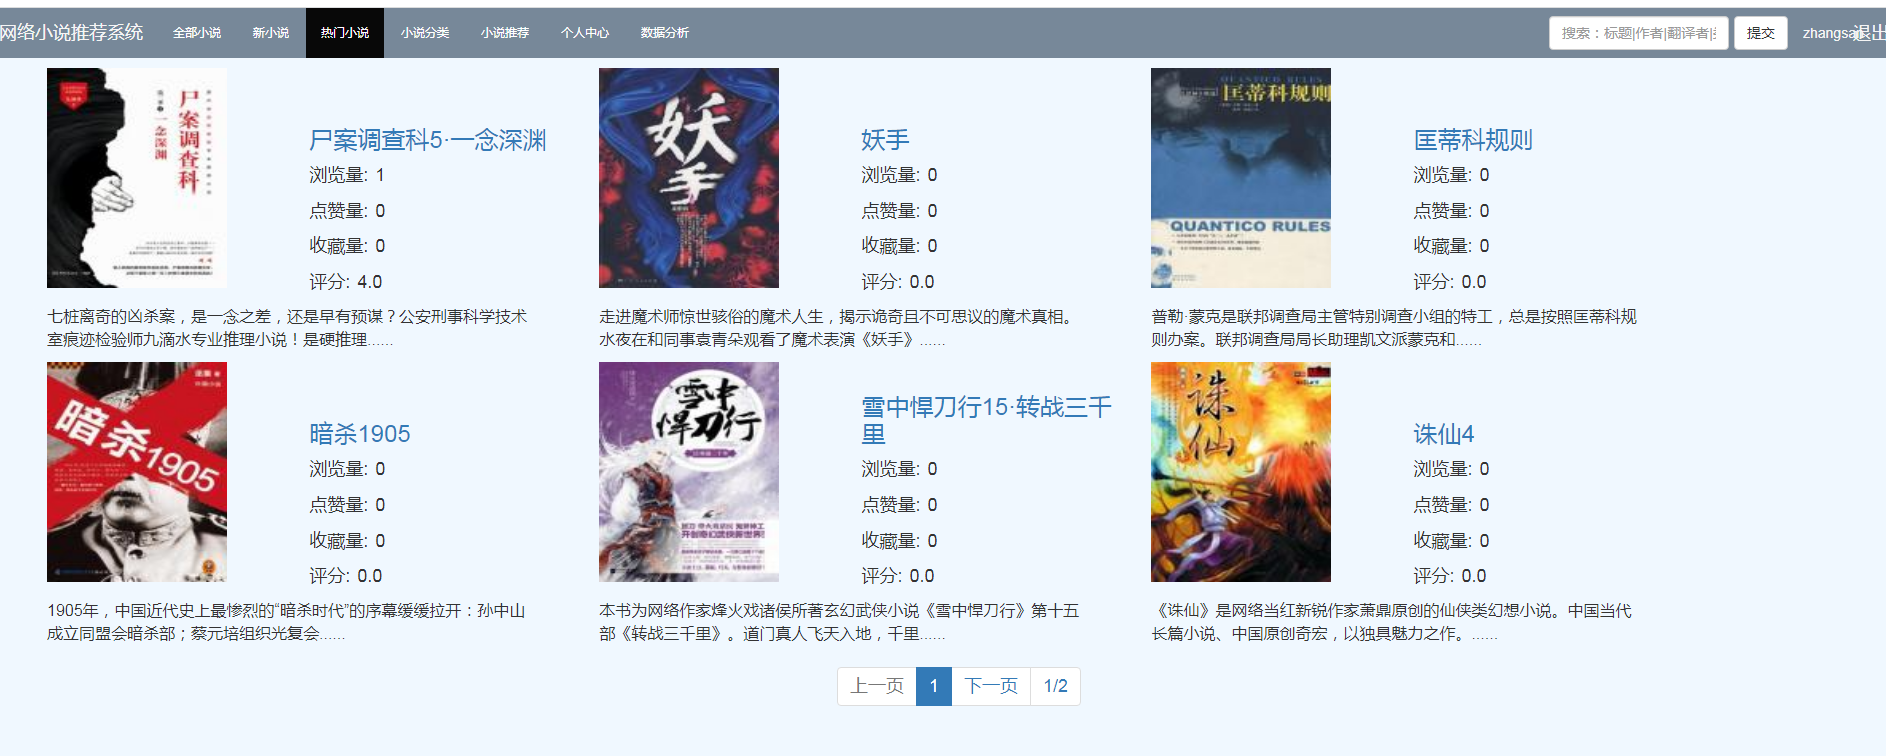 网络小说推荐系统 全部小说 新小说 热门小说 小说分类 小说推荐 个人中心 数据分析 搜索：标题|作者|翻译者| 提交 zhangsan 退出
尸案调查科
一念深渊
尸案调查科5·一念深渊
浏览量: 1
点赞量: 0
收藏量: 0
评分: 4.0
七桩离奇的凶杀案，是一念之差，还是早有预谋？公安刑事科学技术
室痕迹检验师九滴水专业推理小说！是硬推理......
妖手
妖手
浏览量: 0
点赞量: 0
收藏量: 0
评分: 0.0
走进魔术师惊世骇俗的魔术人生，揭示诡奇且不可思议的魔术真相。
水夜在和同事袁青朵观看了魔术表演《妖手》......
QUANTICO RULES
匡蒂科规则
QUANTICO RULES
匡蒂科规则
浏览量: 0
点赞量: 0
收藏量: 0
评分: 0.0
普勒·蒙克是联邦调查局主管特别调查小组的特工，总是按照匡蒂科规
则办案。联邦调查局局长助理凯文派蒙克和......
暗杀1905
暗杀1905
浏览量: 0
点赞量: 0
收藏量: 0
评分: 0.0
1905年，中国近代史上最惨烈的“暗杀时代”的序幕缓缓拉开：孙中山
成立同盟会暗杀部；蔡元培组织光复会......
雪中
悍刀行
开创奇幻武侠新世界!
雪中悍刀行15·转战三千
里
浏览量: 0
点赞量: 0
收藏量: 0
评分: 0.0
本书为网络作家烽火戏诸侯所著玄幻武侠小说《雪中悍刀行》第十五
部《转战三千里》。道门真人飞天入地，千里......
诛仙
诛仙4
浏览量: 0
点赞量: 0
收藏量: 0
评分: 0.0
《诛仙》是网络当红新锐作家萧鼎原创的仙侠类幻想小说。中国当代
长篇小说、中国原创奇宏，以独具魅力之作。......
上一页 1 下一页 1/2